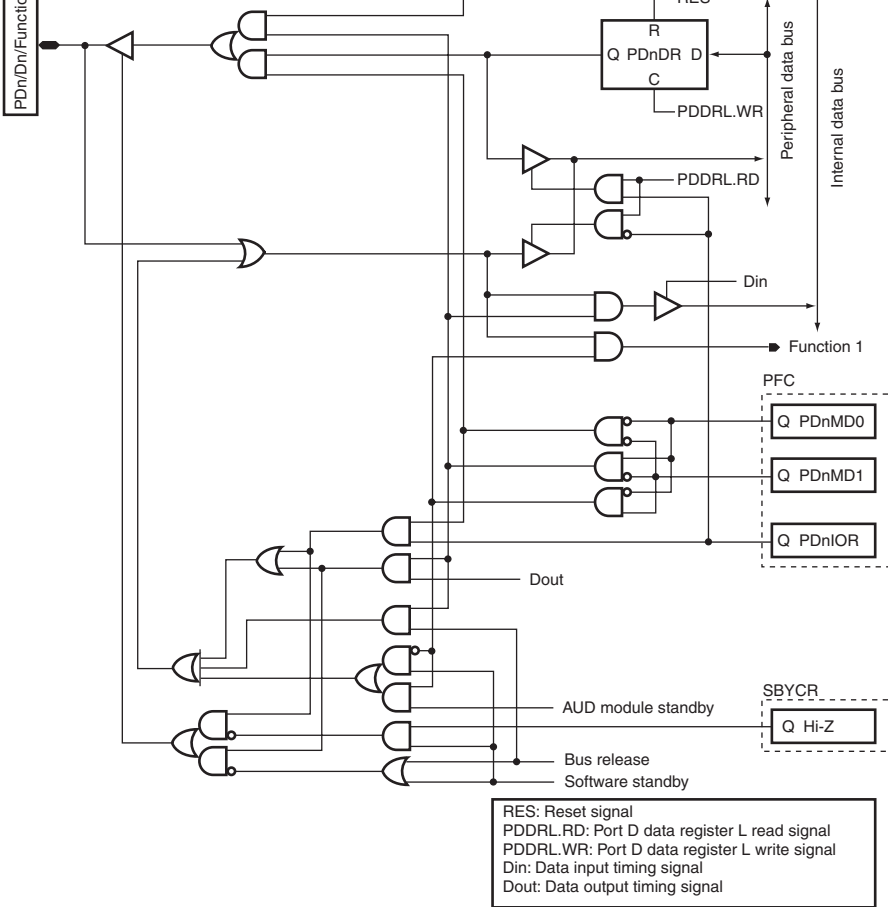 PDn/Dn/Function
RES
R
Q PDnDR D
C
PDDRL.WR
Peripheral data bus
Internal data bus
PDDRL.RD
Din
Function 1
PFC
Q PDnMD0
Q PDnMD1
Q PDnIOR
Dout
AUD module standby
SBYCR
Q Hi-Z
Bus release
Software standby
RES: Reset signal
PDDRL.RD: Port D data register L read signal
PDDRL.WR: Port D data register L write signal
Din: Data input timing signal
Dout: Data output timing signal